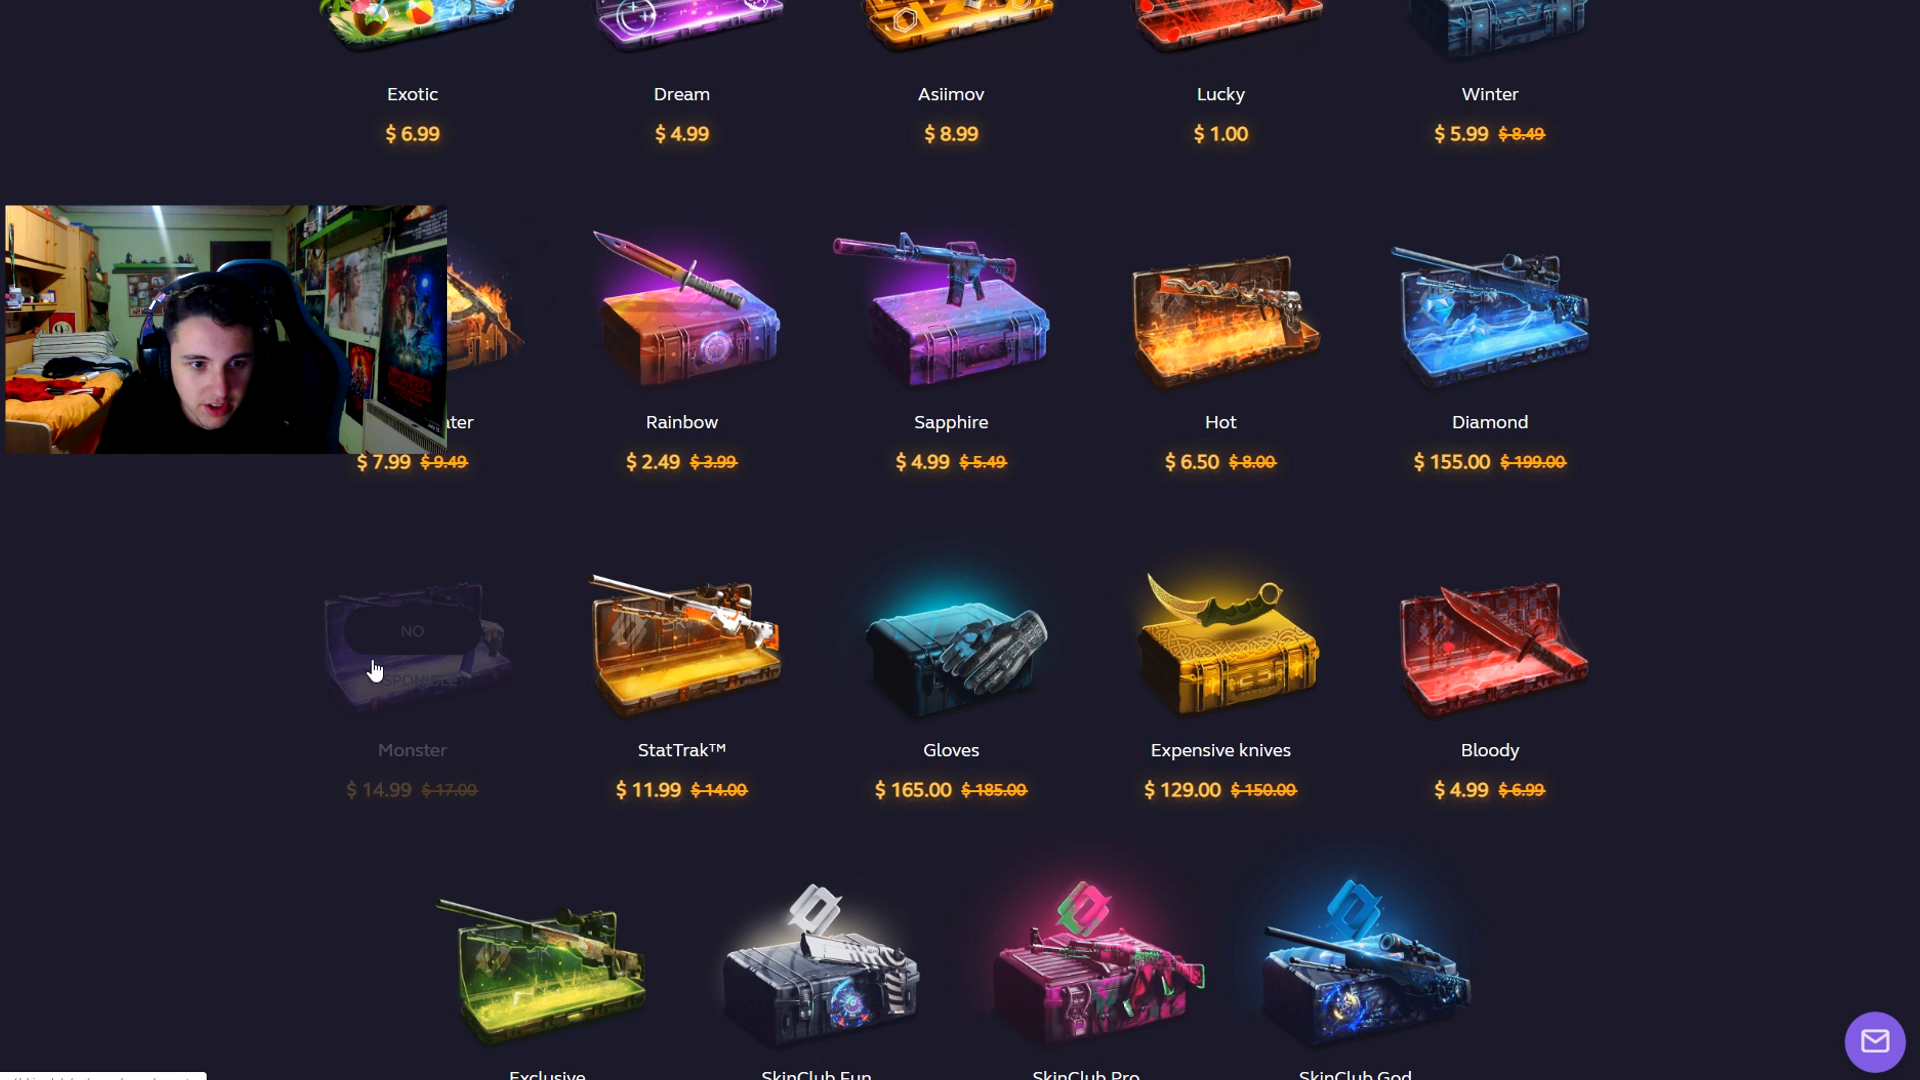 Exotic
Dream
Asiimov
Lucky
Winter
$ 6.99
$ 4.99
$ 8.99
$ 1.00
$ 5.99 $ 8.49
ater
Rainbow
Sapphire
Hot
Diamond
$ 7.99 $ 9.49
$ 2.49 $ 3.99
$ 4.99 $ 5.49
$ 6.50 $ 8.00
$ 155.00 $ 199.00
NO
SPONIBLE
Monster
StatTrak™
Gloves
Expensive knives
Bloody
$ 14.99 $ 17.00
$ 11.99 $ 14.00
$ 165.00 $ 185.00
$ 129.00 $ 150.00
$ 4.99 $ 6.99
Exclusive
SkinClub Fun
SkinClub Pro
SkinClub God